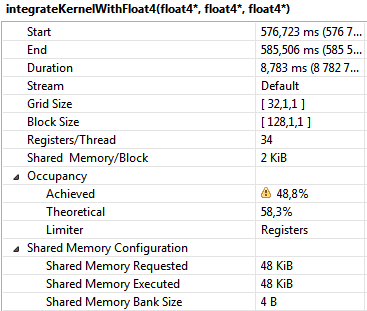 integrateKernelWithFloat4(float4*, float4*, float4*)
Start 576,723 ms (576 7...
End 585,506 ms (585 5...
Duration 8,783 ms (8 782 7...
Stream Default
Grid Size [ 32,1,1 ]
Block Size [ 128,1,1 ]
Registers/Thread 34
Shared Memory/Block 2 KiB
Occupancy
Achieved 48,8%
Theoretical 58,3%
Limiter Registers
Shared Memory Configuration
Shared Memory Requested 48 KiB
Shared Memory Executed 48 KiB
Shared Memory Bank Size 4 B